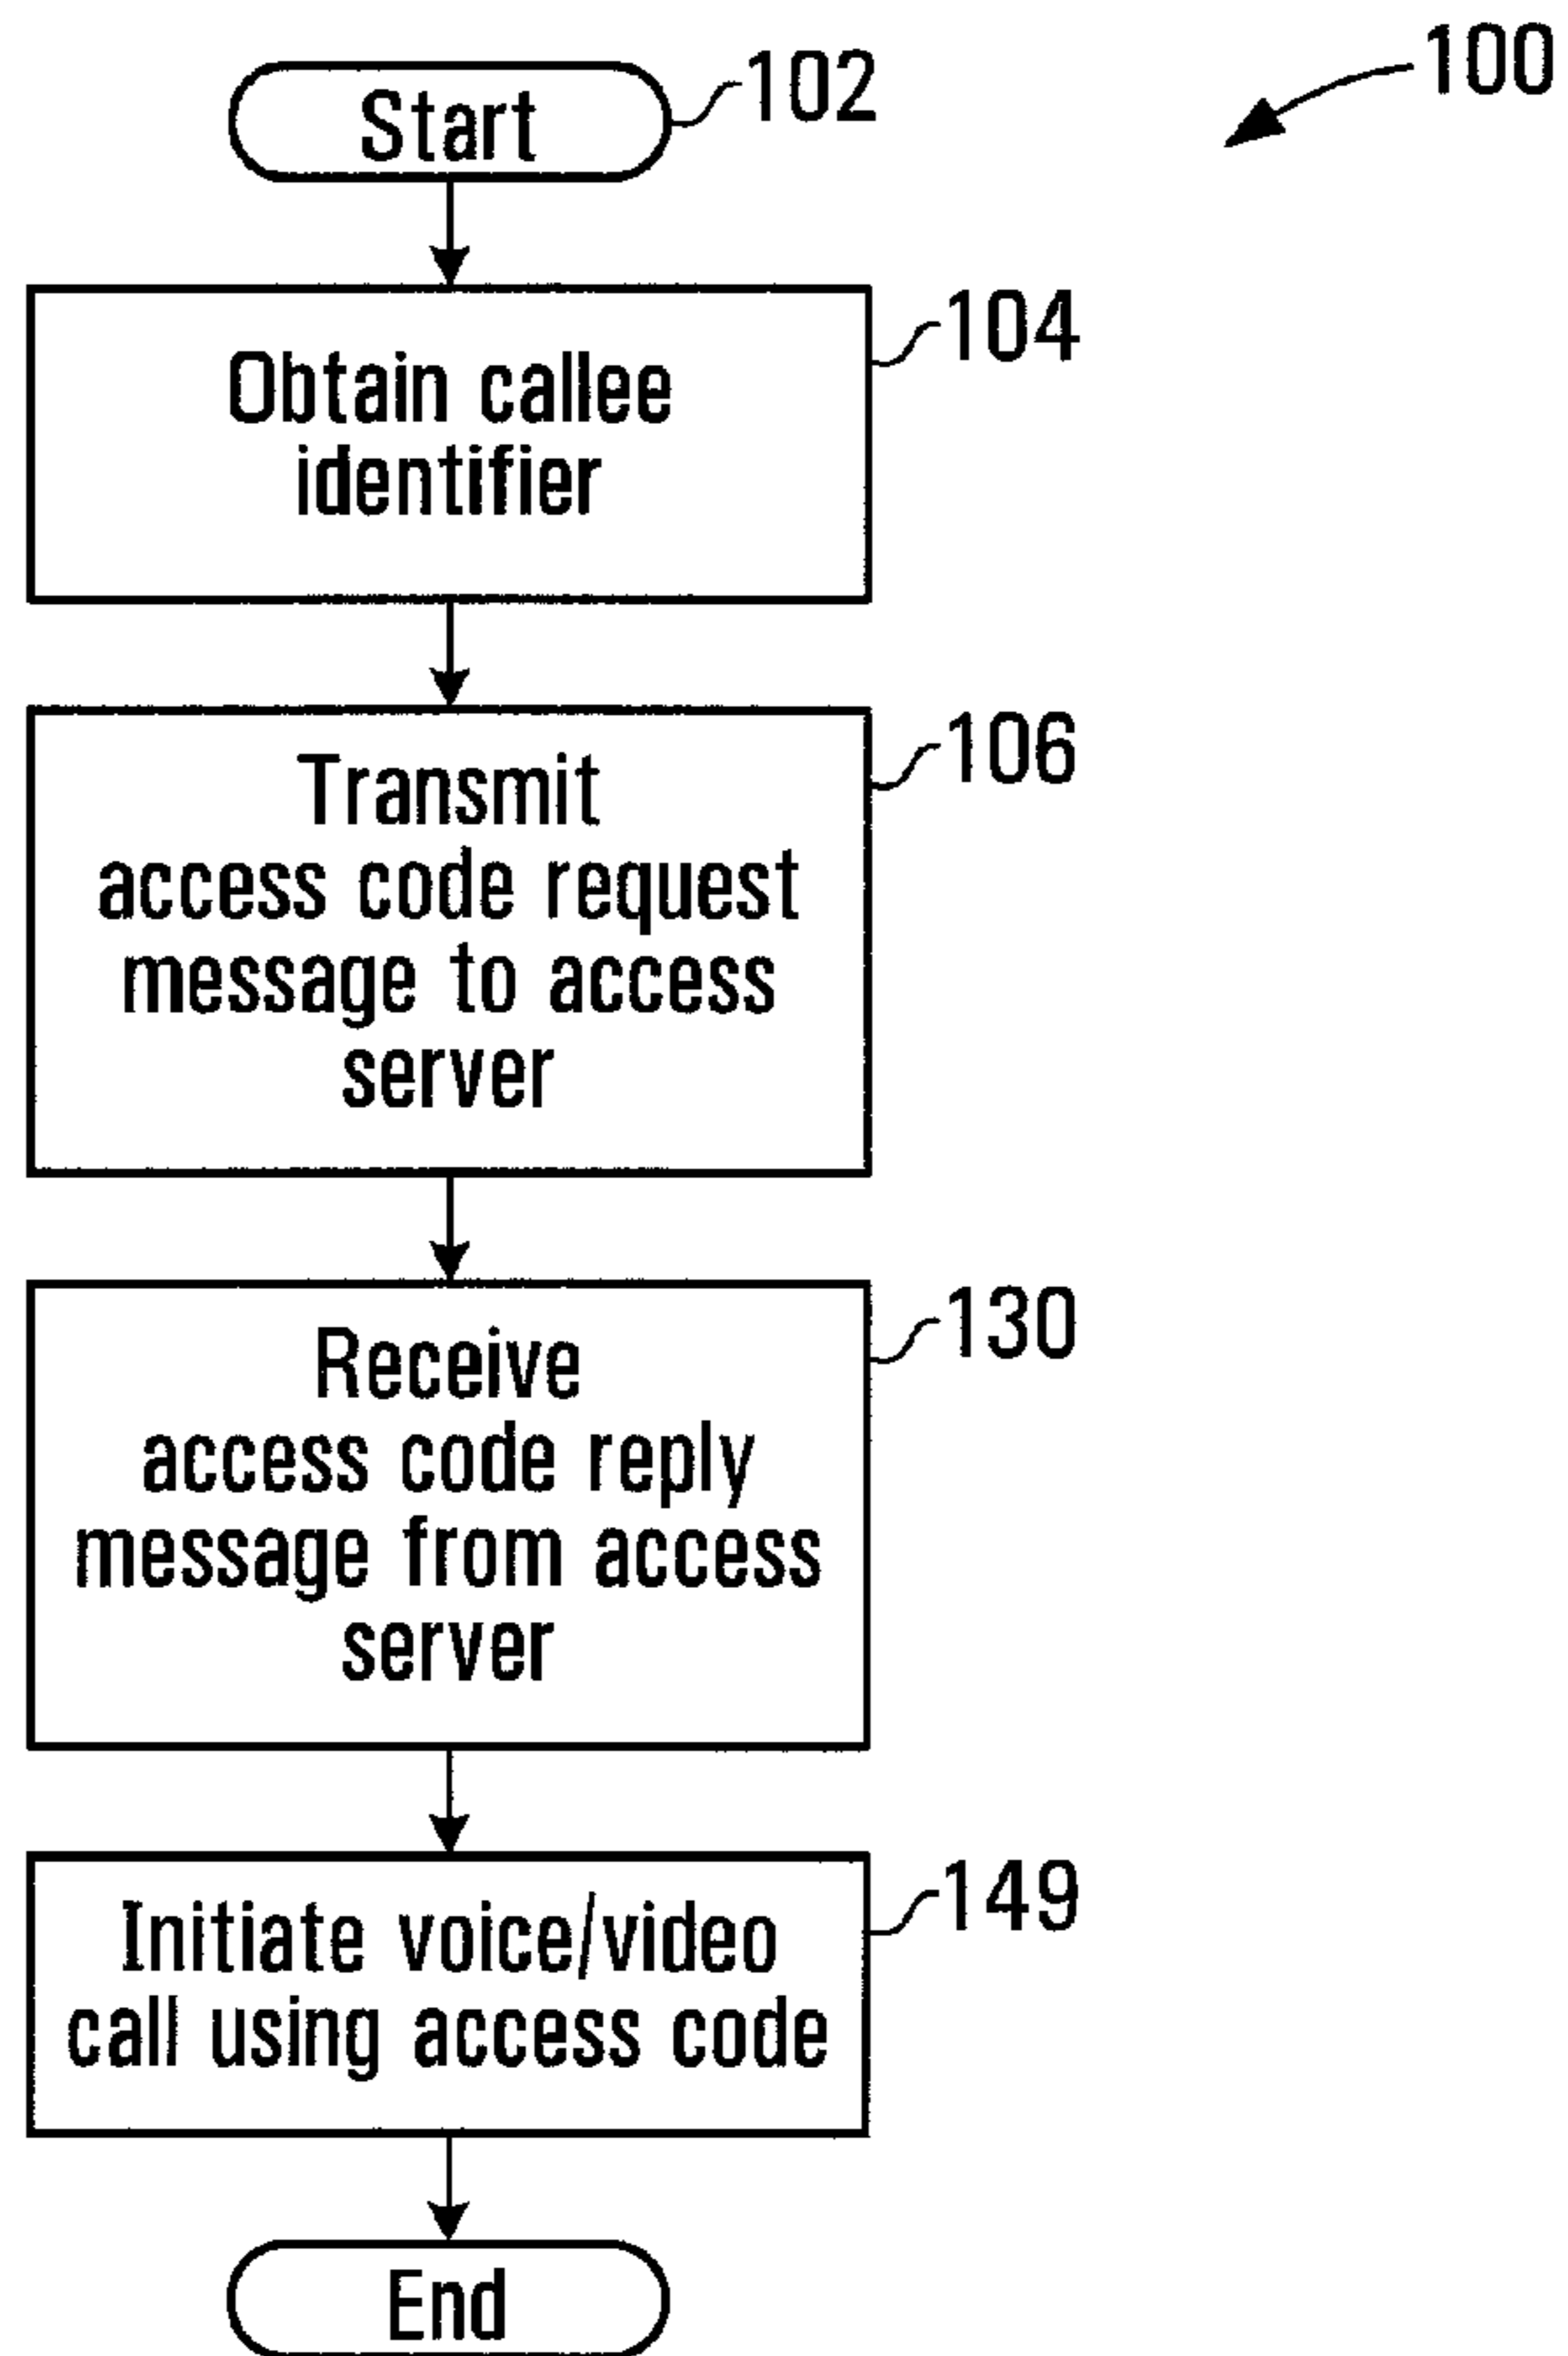 100
Start
102
Obtain callee
identifier
104
Transmit
access code request
message to access
server
106
Receive
access code reply
message from access
server
130
Initiate voice/video
call using access code
149
End